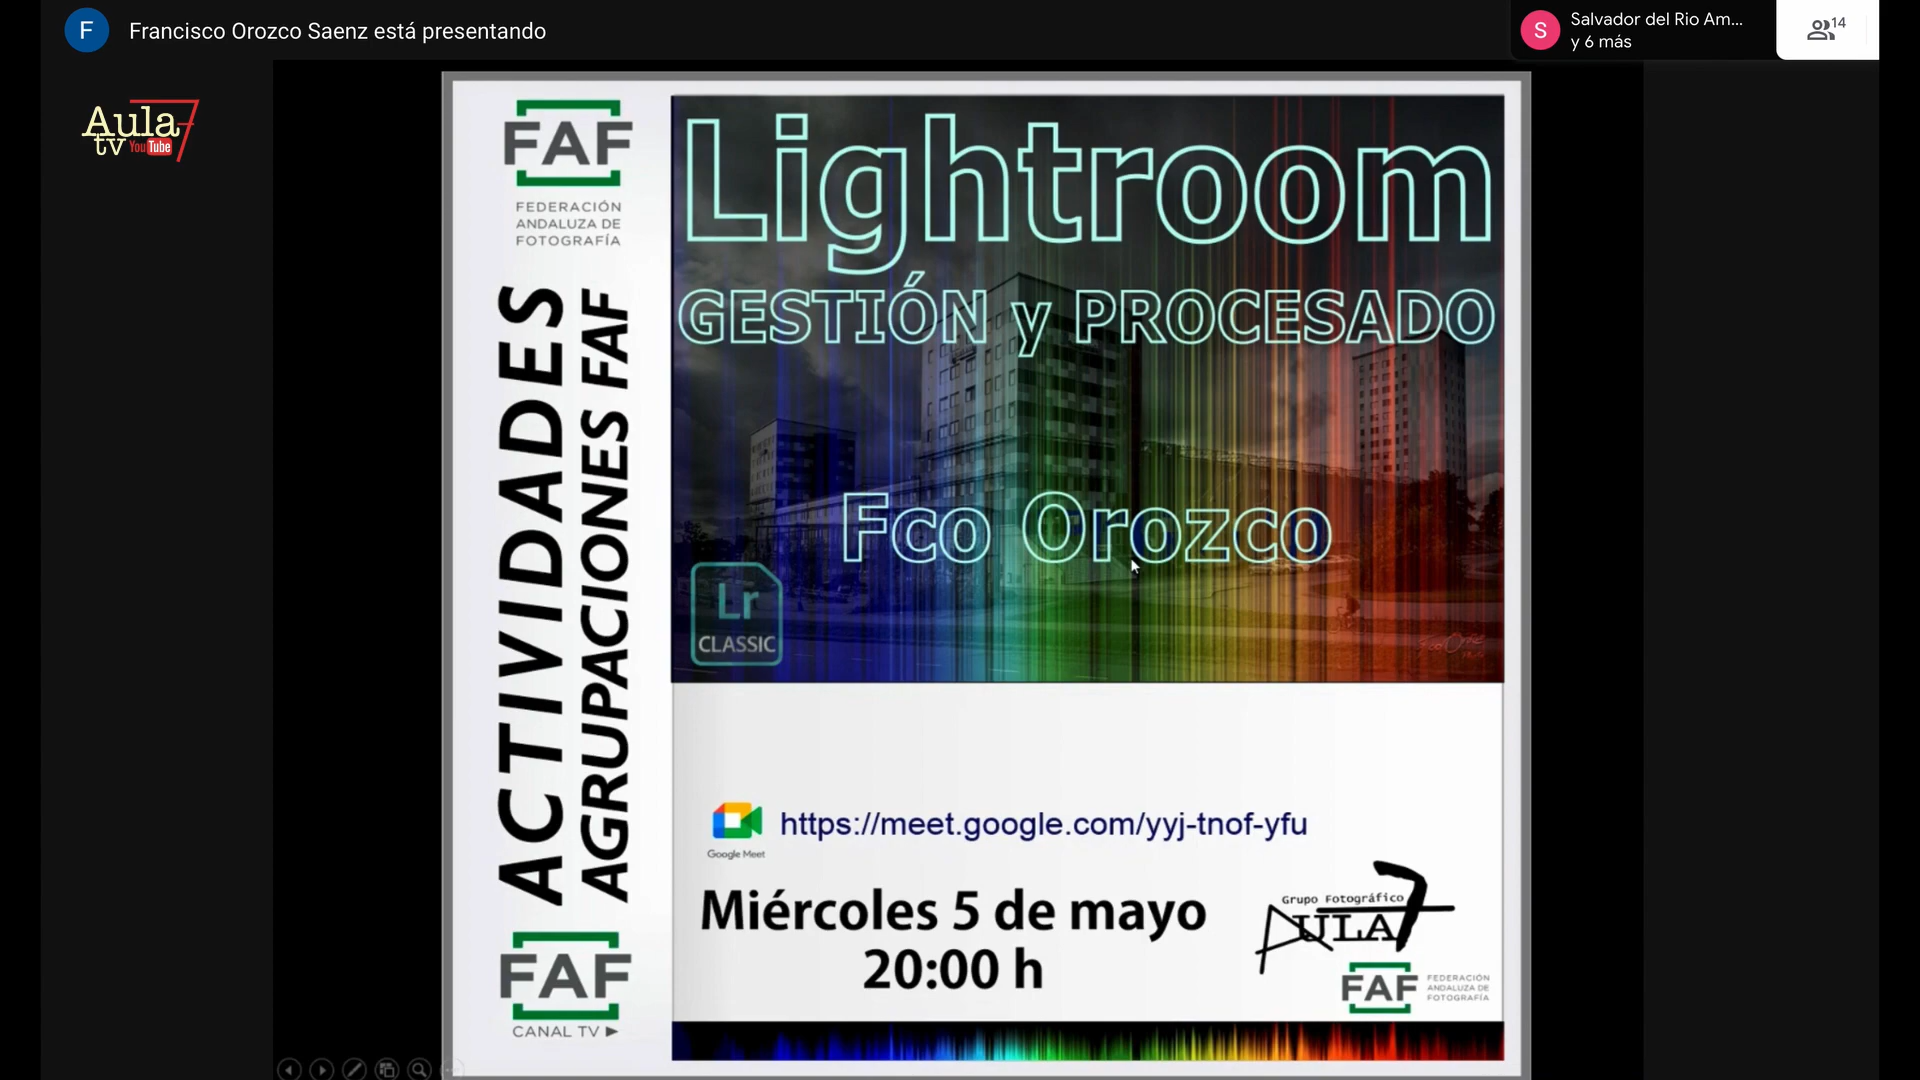 F
Francisco Orozco Saenz está presentando
S
Salvador del Rio Am...
y 6 más
14
Aula 7
tv YouTube
FAF
FEDERACIÓN
ANDALUZA DE
FOTOGRAFÍA
ACTIVIDADES
AGRUPACIONES FAF
FAF
CANAL TV
Lightroom
GESTIÓN y PROCESADO
Fco Orozco
Lr
CLASSIC
Google Meet
https://meet.google.com/yyj-tnof-yfu
Miércoles 5 de mayo
20:00 h
Grupo Fotográfico
AULA 7
FAF
FEDERACIÓN
ANDALUZA DE
FOTOGRAFÍA